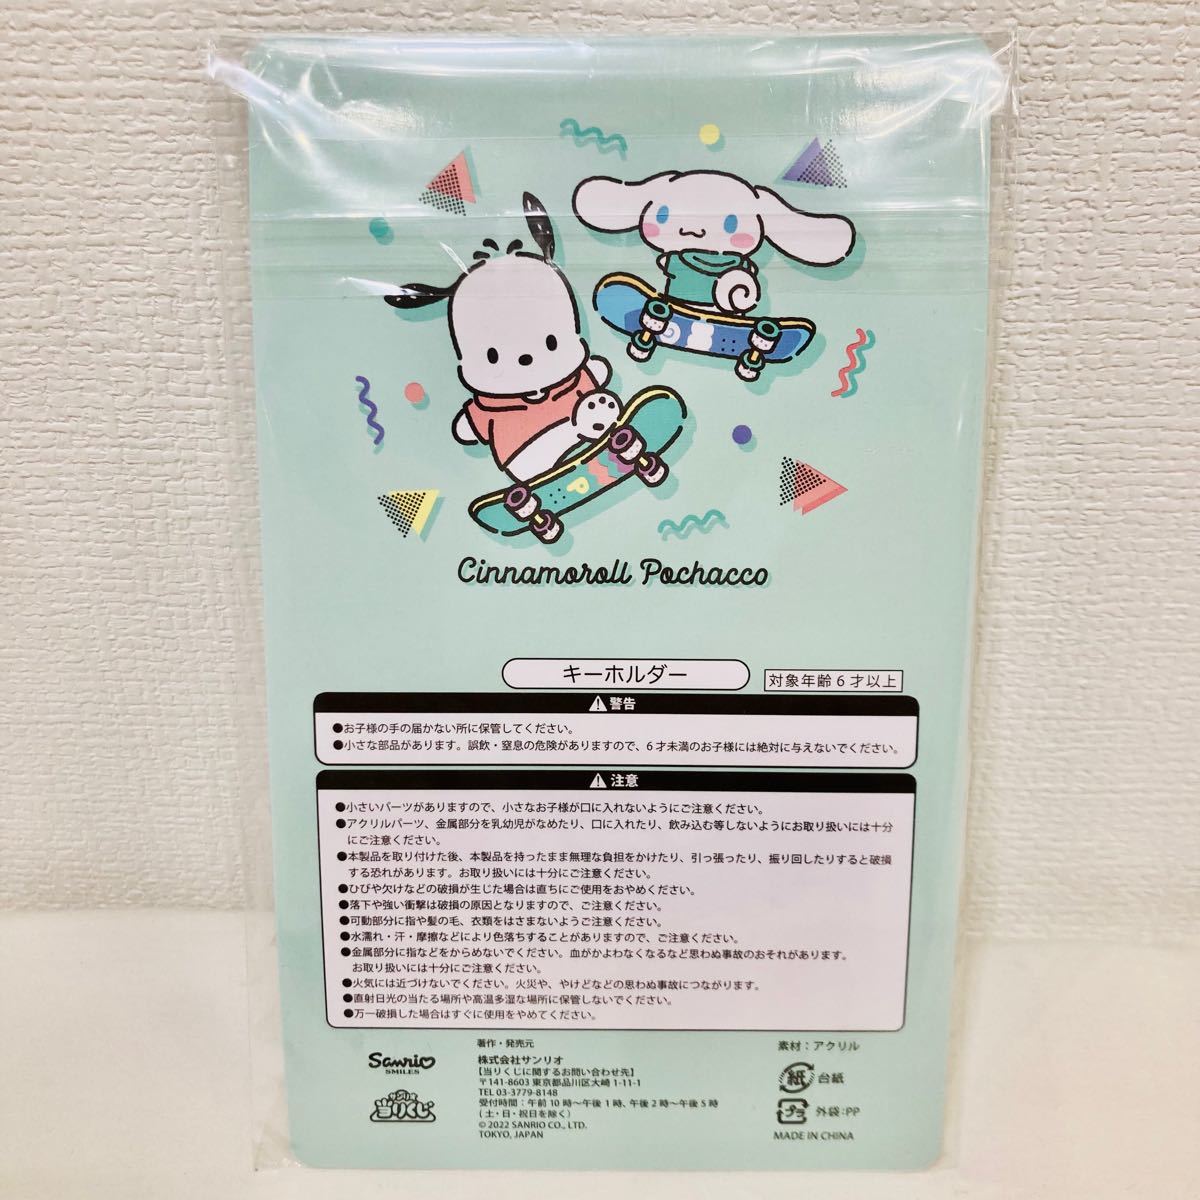 P
Cinnamoroll Pochacco
キーホルダー
対象年齢6才以上
警告
●お子様の手の届かない所に保管してください。
●小さな部品があります。誤飲・窒息の危険がありますので、6才未満のお子様には絶対に与えないでください。
注意
●小さいパーツがありますので、小さなお子様が口に入れないようにご注意ください。
●アクリルパーツ、金属部分を乳幼児がなめたり、口に入れたり、飲み込む等しないようにお取り扱いには十分
にご注意ください。
●本製品を取り付けた後、本製品を持ったまま無理な負担をかけたり、引っ張ったり、振り回したりすると破損
する恐れがあります。お取り扱いには十分にご注意ください。
●ひびや欠けなどの破損が生じた場合は直ちにご使用をおやめください。
●落下や強い衝撃は破損の原因となりますので、ご注意ください。
●可動部分に指や髪の毛、衣類をはさまないようご注意ください。
●水濡れ・汗・摩擦などにより色落ちすることがありますので、ご注意ください。
●金属部分に指などをからめないでください。血がかよわなくなるなど思わぬ事故のおそれがあります。
お取り扱いには十分にご注意ください。
●火気には近づけないでください。火災や、やけどなどの思わぬ事故につながります。
●直射日光の当たる場所や高温多湿な場所に保管しないでください。
●万一破損した場合はすぐに使用をやめてください。
Sanrio
SMILES
サンリオ
当りくじ
著作・発売元
株式会社サンリオ
【当りくじに関するお問い合わせ先】
〒141-8603 東京都品川区大崎 1-11-1
TEL 03-3779-8148
受付時間：午前10時～午後1時、午後2時～午後5時
(土・日・祝日を除く)
© 2022 SANRIO CO., LTD.
TOKYO, JAPAN
素材：アクリル
紙 台紙
プラ 外袋:PP
MADE IN CHINA